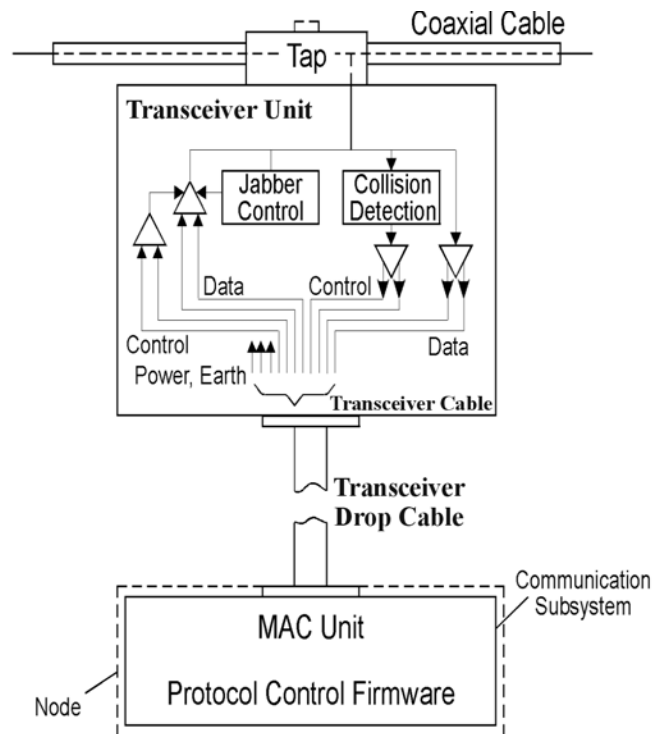 Coaxial Cable
Tap
Transceiver Unit
Jabber
Control
Collision
Detection
Data
Control
Control
Data
Power, Earth
Transceiver Cable
Transceiver
Drop Cable
Communication
Subsystem
MAC Unit
Protocol Control Firmware
Node